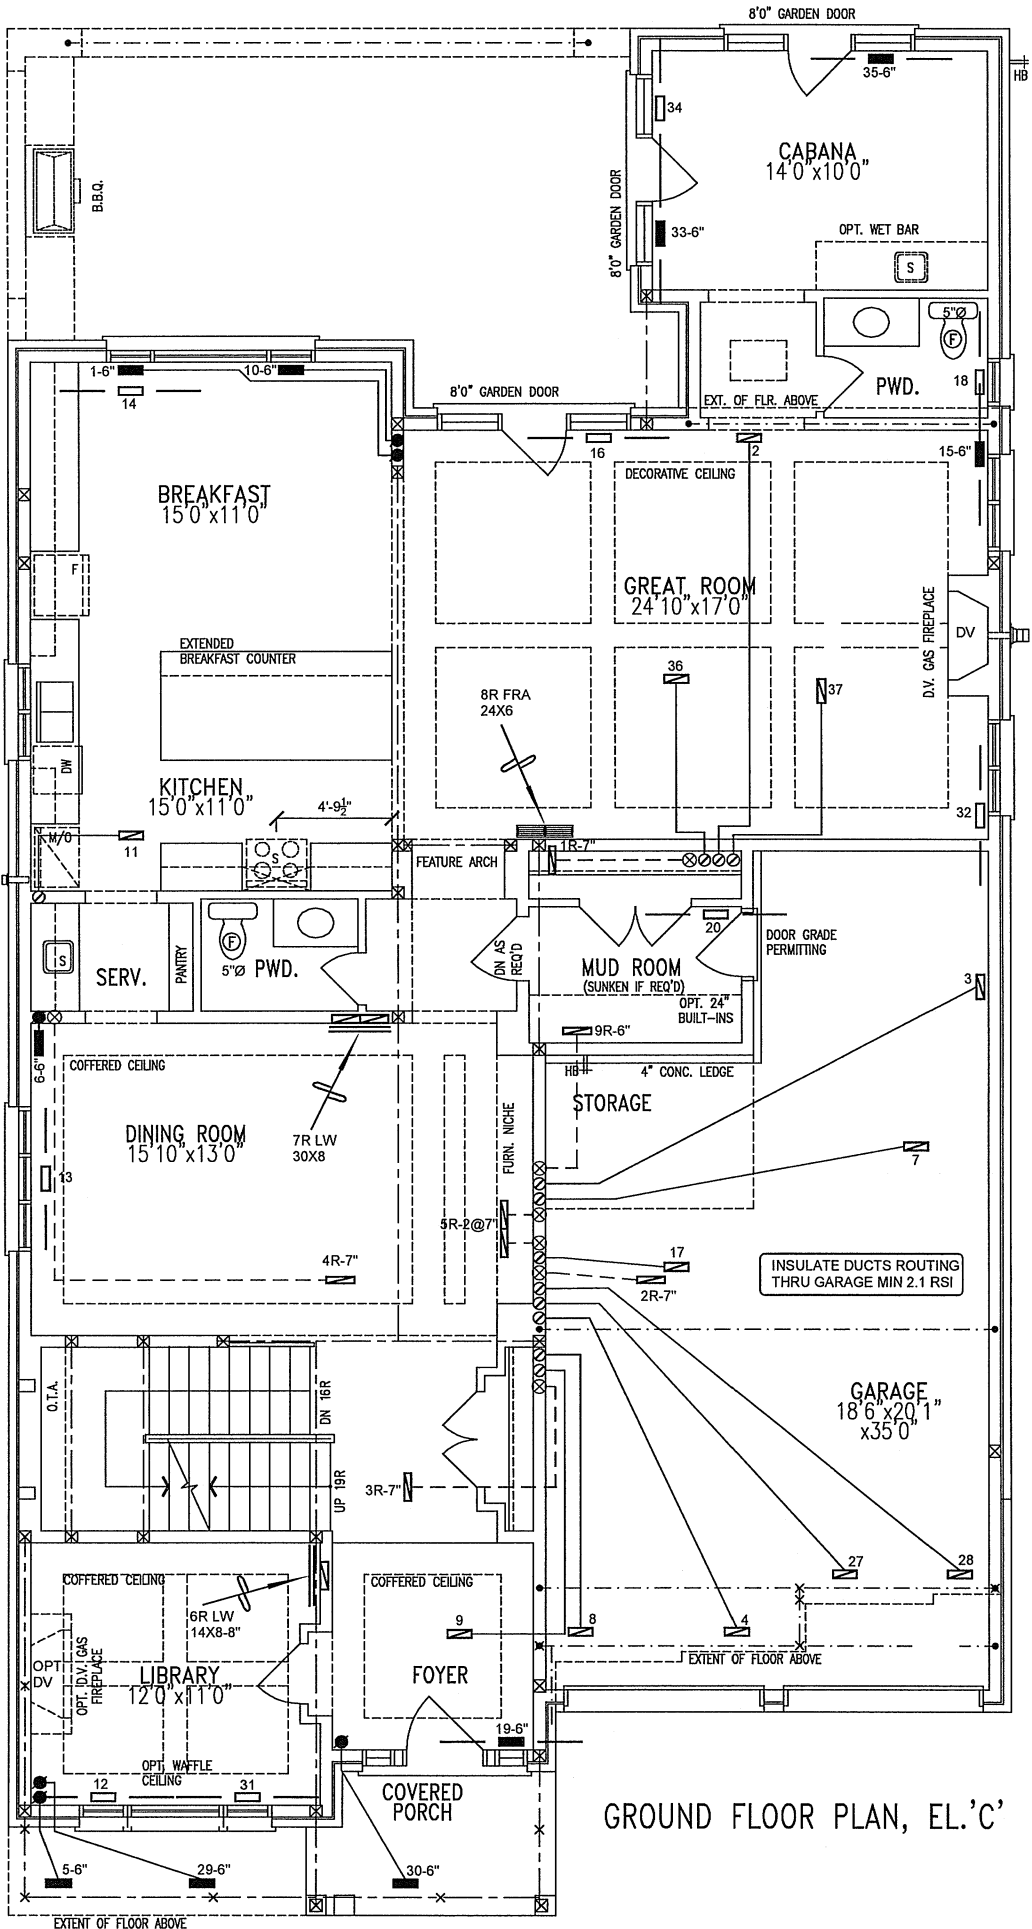 8'0" GARDEN DOOR
35-6"
HB
34
CABANA
14'0"x10'0"
B.B.Q.
8'0" GARDEN DOOR
33-6"
OPT. WET BAR
S
5"Ø
F
1-6"
10-6"
14
8'0" GARDEN DOOR
EXT. OF FLR. ABOVE
PWD.
18
16
2
15-6"
DECORATIVE CEILING
BREAKFAST
15'0"x11'0"
F
GREAT ROOM
24'10"x17'0"
D.V. GAS FIREPLACE
DV
EXTENDED
BREAKFAST COUNTER
36
37
8R FRA
24X6
DW
KITCHEN
15'0"x11'0"
4'-9½"
32
M/O
11
S
FEATURE ARCH
1R-7"
20
DOOR GRADE
PERMITTING
F
5"Ø
PWD.
S
SERV.
PANTRY
DN AS
REQ'D
MUD ROOM
(SUNKEN IF REQ'D)
OPT. 24"
BUILT-INS
3
9R-6"
6-6"
COFFERED CEILING
HB
4" CONC. LEDGE
STORAGE
7R LW
30X8
FURN. NICHE
DINING ROOM
15'10"x13'0"
13
7
5R-2@7"
4R-7"
17
2R-7"
INSULATE DUCTS ROUTING
THRU GARAGE MIN 2.1 RSI
O.T.A.
DN 16R
UP 19R
GARAGE
18'6"x20'1"
x35'0"
3R-7"
COFFERED CEILING
COFFERED CEILING
27
28
6R LW
14X8-8"
9
8
4
OPT
DV
OPT. D.V. GAS
FIREPLACE
LIBRARY
12'0"x11'0"
FOYER
EXTENT OF FLOOR ABOVE
19-6"
OPT. WAFFLE
CEILING
12
31
COVERED
PORCH
GROUND FLOOR PLAN, EL.'C'
5-6"
29-6"
30-6"
EXTENT OF FLOOR ABOVE